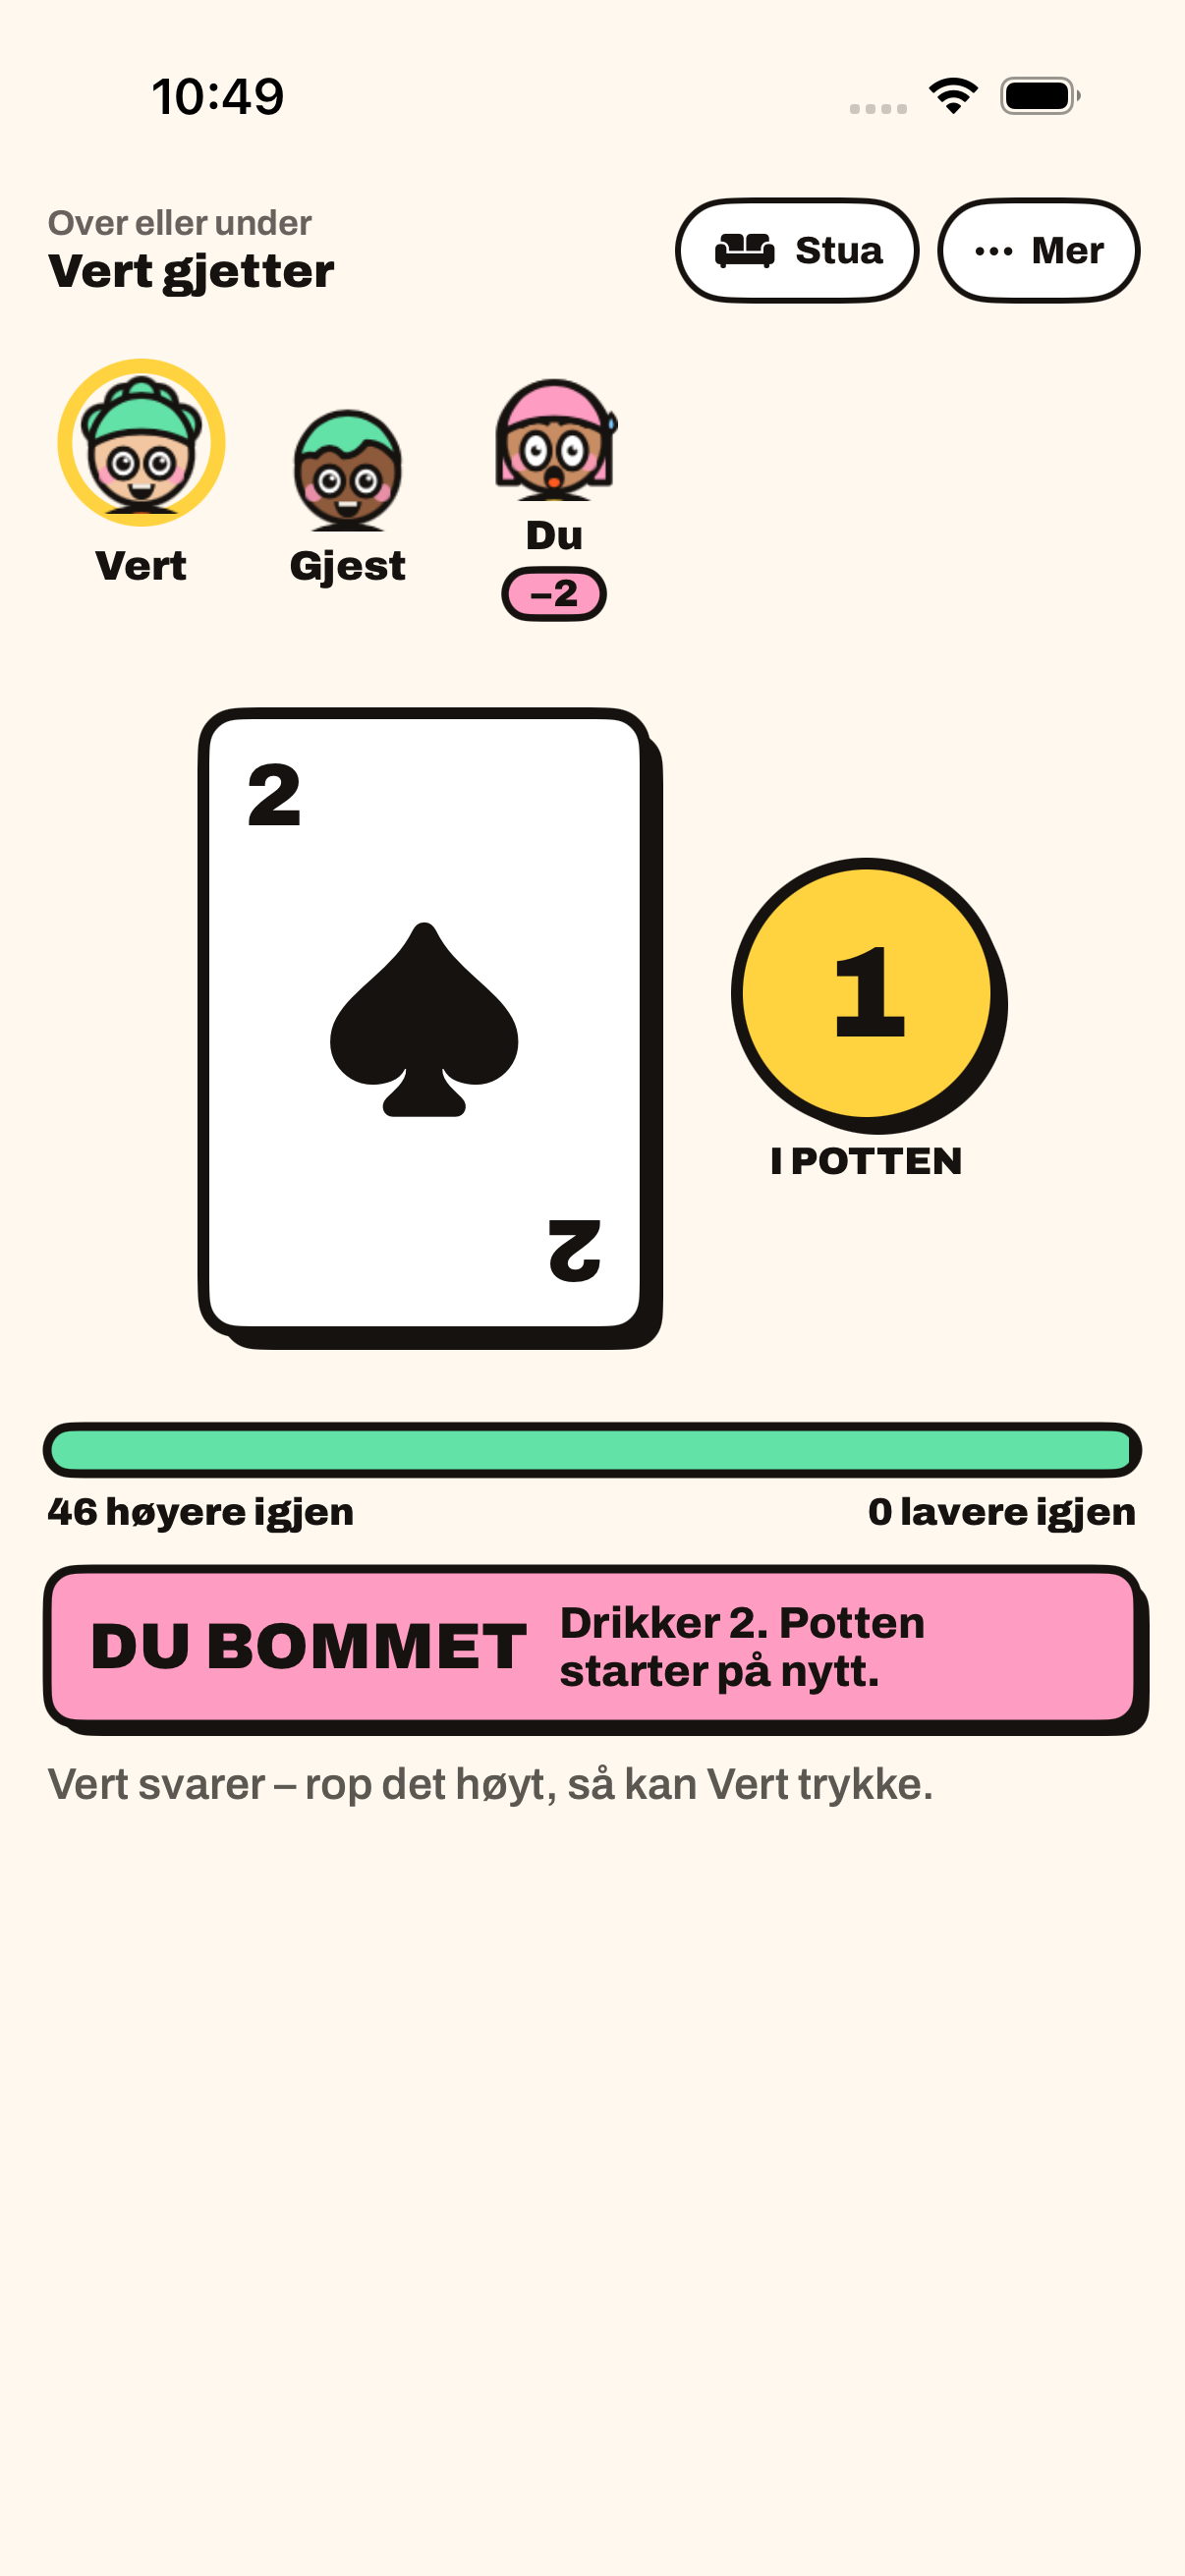 10:49
Over eller under
Vert gjetter
Stua
Mer
Vert
Gjest
Du
–2
2
2
1
I POTTEN
46 høyere igjen
0 lavere igjen
DU BOMMET
Drikker 2. Potten
starter på nytt.
Vert svarer – rop det høyt, så kan Vert trykke.